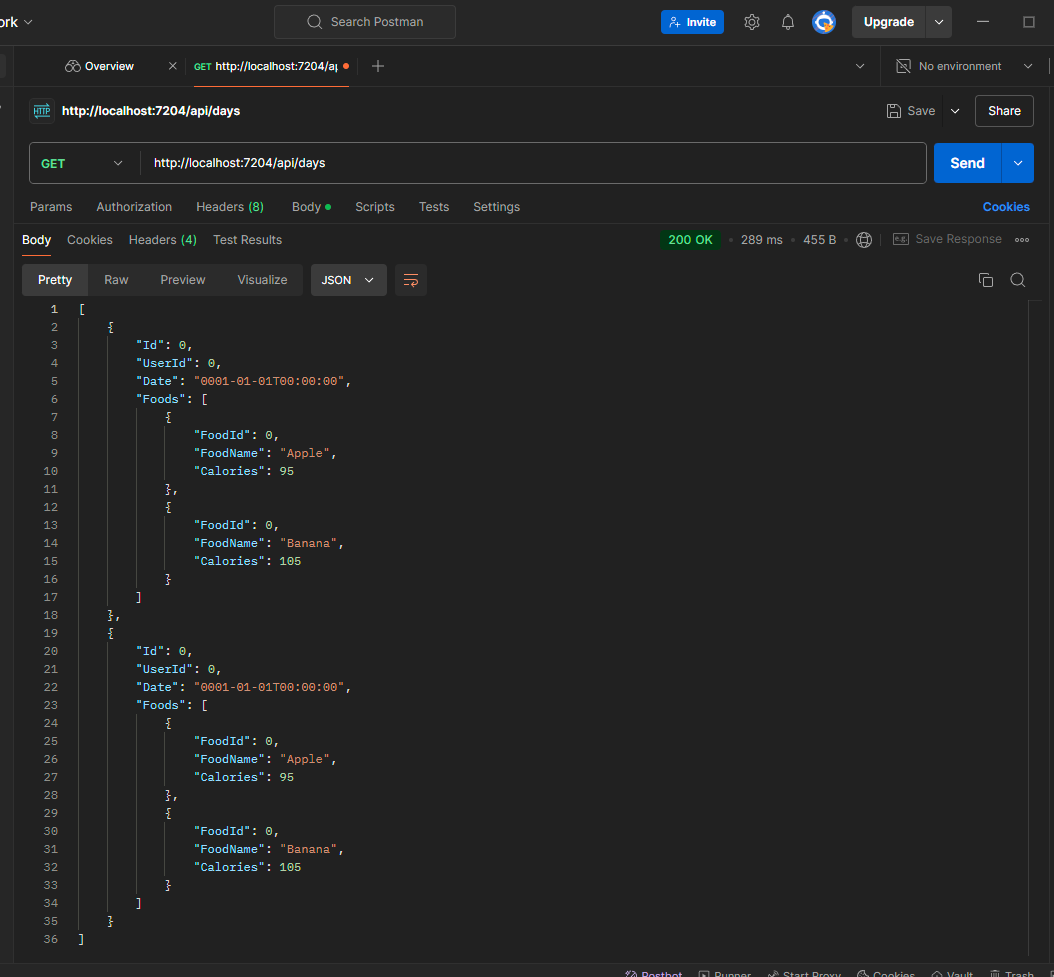 ork
Search Postman
Invite
Upgrade
Overview
GET http://localhost:7204/ap
No environment
HTTP http://localhost:7204/api/days
Save
Share
GET
http://localhost:7204/api/days
Send
Params Authorization Headers (8) Body Scripts Tests Settings Cookies
Body Cookies Headers (4) Test Results 200 OK 289 ms 455 B e.g. Save Response
Pretty Raw Preview Visualize JSON
1 [
2 {
3 "Id": 0,
4 "UserId": 0,
5 "Date": "0001-01-01T00:00:00",
6 "Foods": [
7 {
8 "FoodId": 0,
9 "FoodName": "Apple",
10 "Calories": 95
11 },
12 {
13 "FoodId": 0,
14 "FoodName": "Banana",
15 "Calories": 105
16 }
17 ]
18 },
19 {
20 "Id": 0,
21 "UserId": 0,
22 "Date": "0001-01-01T00:00:00",
23 "Foods": [
24 {
25 "FoodId": 0,
26 "FoodName": "Apple",
27 "Calories": 95
28 },
29 {
30 "FoodId": 0,
31 "FoodName": "Banana",
32 "Calories": 105
33 }
34 ]
35 }
36 ]
Postbot Runner Start Proxy Cookies Vault Trash